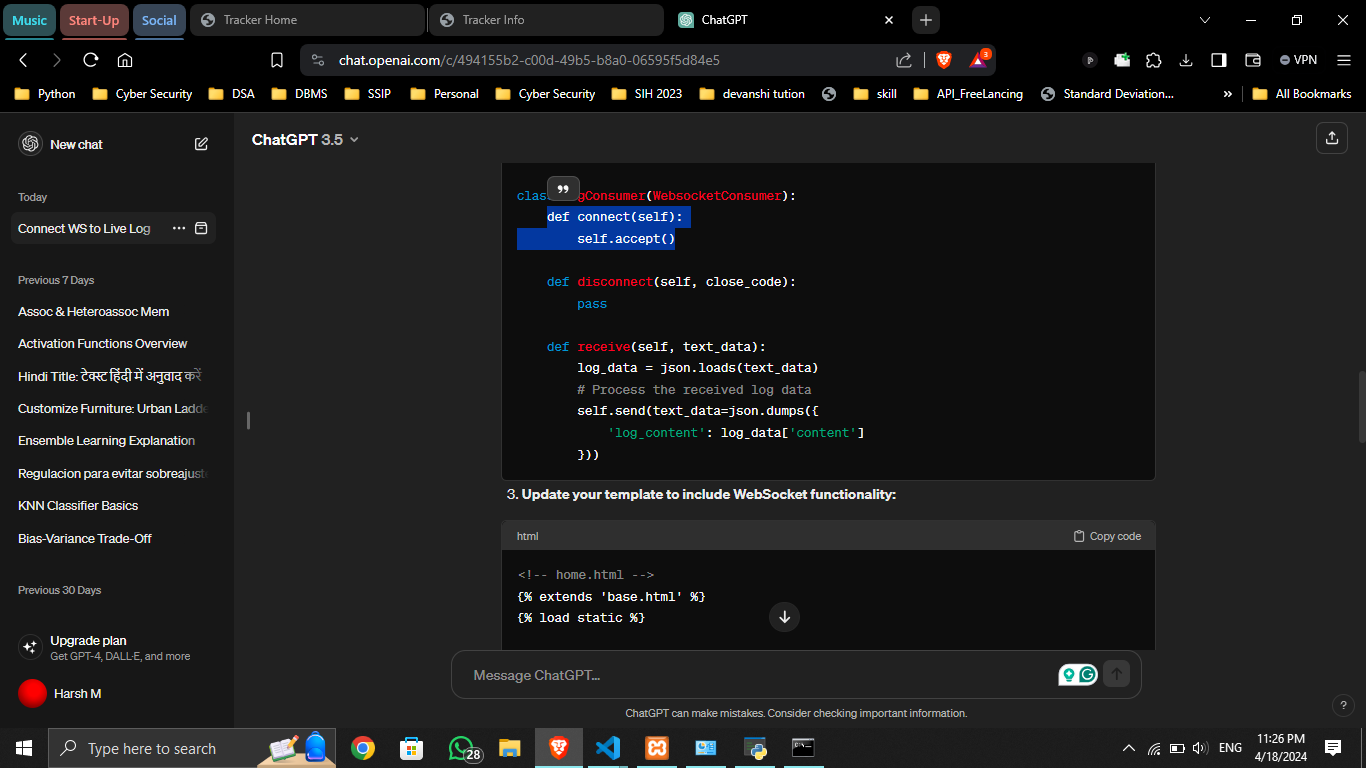 Music
Start-Up
Social
Tracker Home
Tracker Info
ChatGPT
chat.openai.com/c/494155b2-c00d-49b5-b8a0-06595f5d84e5
3
VPN
Python
Cyber Security
DSA
DBMS
SSIP
Personal
Cyber Security
SIH 2023
devanshi tution
skill
API_FreeLancing
Standard Deviation...
»
All Bookmarks
New chat
ChatGPT 3.5
Today
Connect WS to Live Log
Previous 7 Days
Assoc & Heteroassoc Mem
Activation Functions Overview
Hindi Title: टेक्स्ट हिंदी में अनुवाद करें
Customize Furniture: Urban Ladde
Ensemble Learning Explanation
Regulacion para evitar sobreajuste
KNN Classifier Basics
Bias-Variance Trade-Off
Previous 30 Days
Upgrade plan
Get GPT-4, DALL·E, and more
Harsh M
clas gConsumer(WebsocketConsumer):
def connect(self):
self.accept()
def disconnect(self, close_code):
pass
def receive(self, text_data):
log_data = json.loads(text_data)
# Process the received log data
self.send(text_data=json.dumps({
'log_content': log_data['content']
}))
3. Update your template to include WebSocket functionality:
html
Copy code
<!-- home.html -->
{% extends 'base.html' %}
{% load static %}
Message ChatGPT...
ChatGPT can make mistakes. Consider checking important information.
?
Type here to search
28
ENG
11:26 PM
4/18/2024